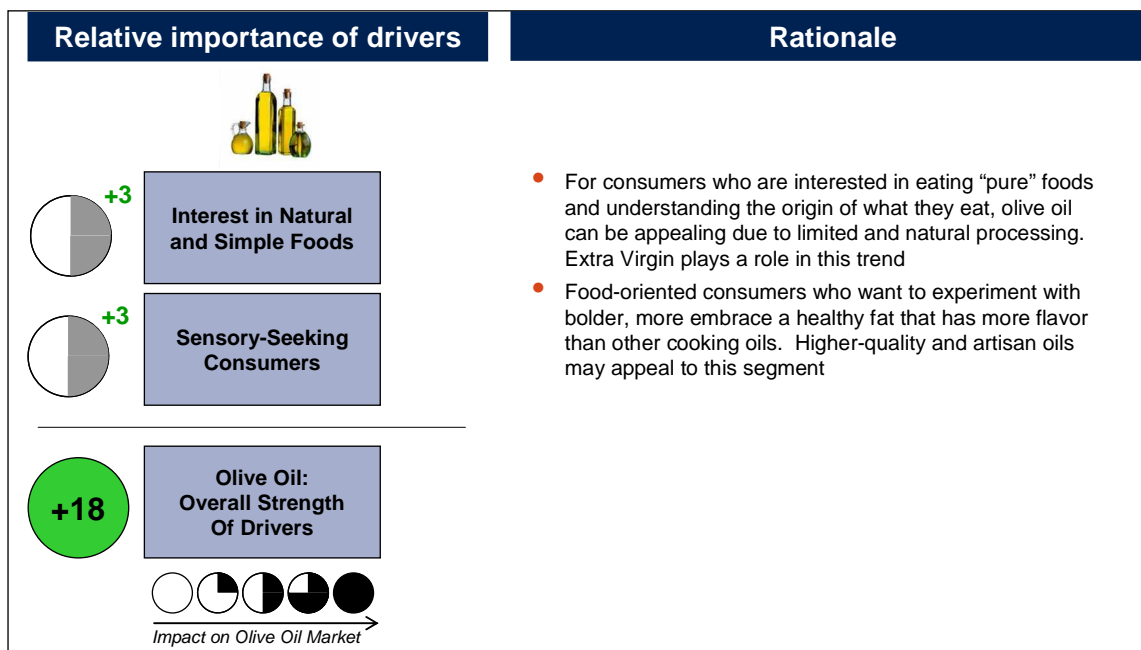 Relative importance of drivers
Rationale
+3
Interest in Natural
and Simple Foods
+3
Sensory-Seeking
Consumers
+18
Olive Oil:
Overall Strength
Of Drivers
Impact on Olive Oil Market
• For consumers who are interested in eating “pure” foods
and understanding the origin of what they eat, olive oil
can be appealing due to limited and natural processing.
Extra Virgin plays a role in this trend
• Food-oriented consumers who want to experiment with
bolder, more embrace a healthy fat that has more flavor
than other cooking oils.  Higher-quality and artisan oils
may appeal to this segment